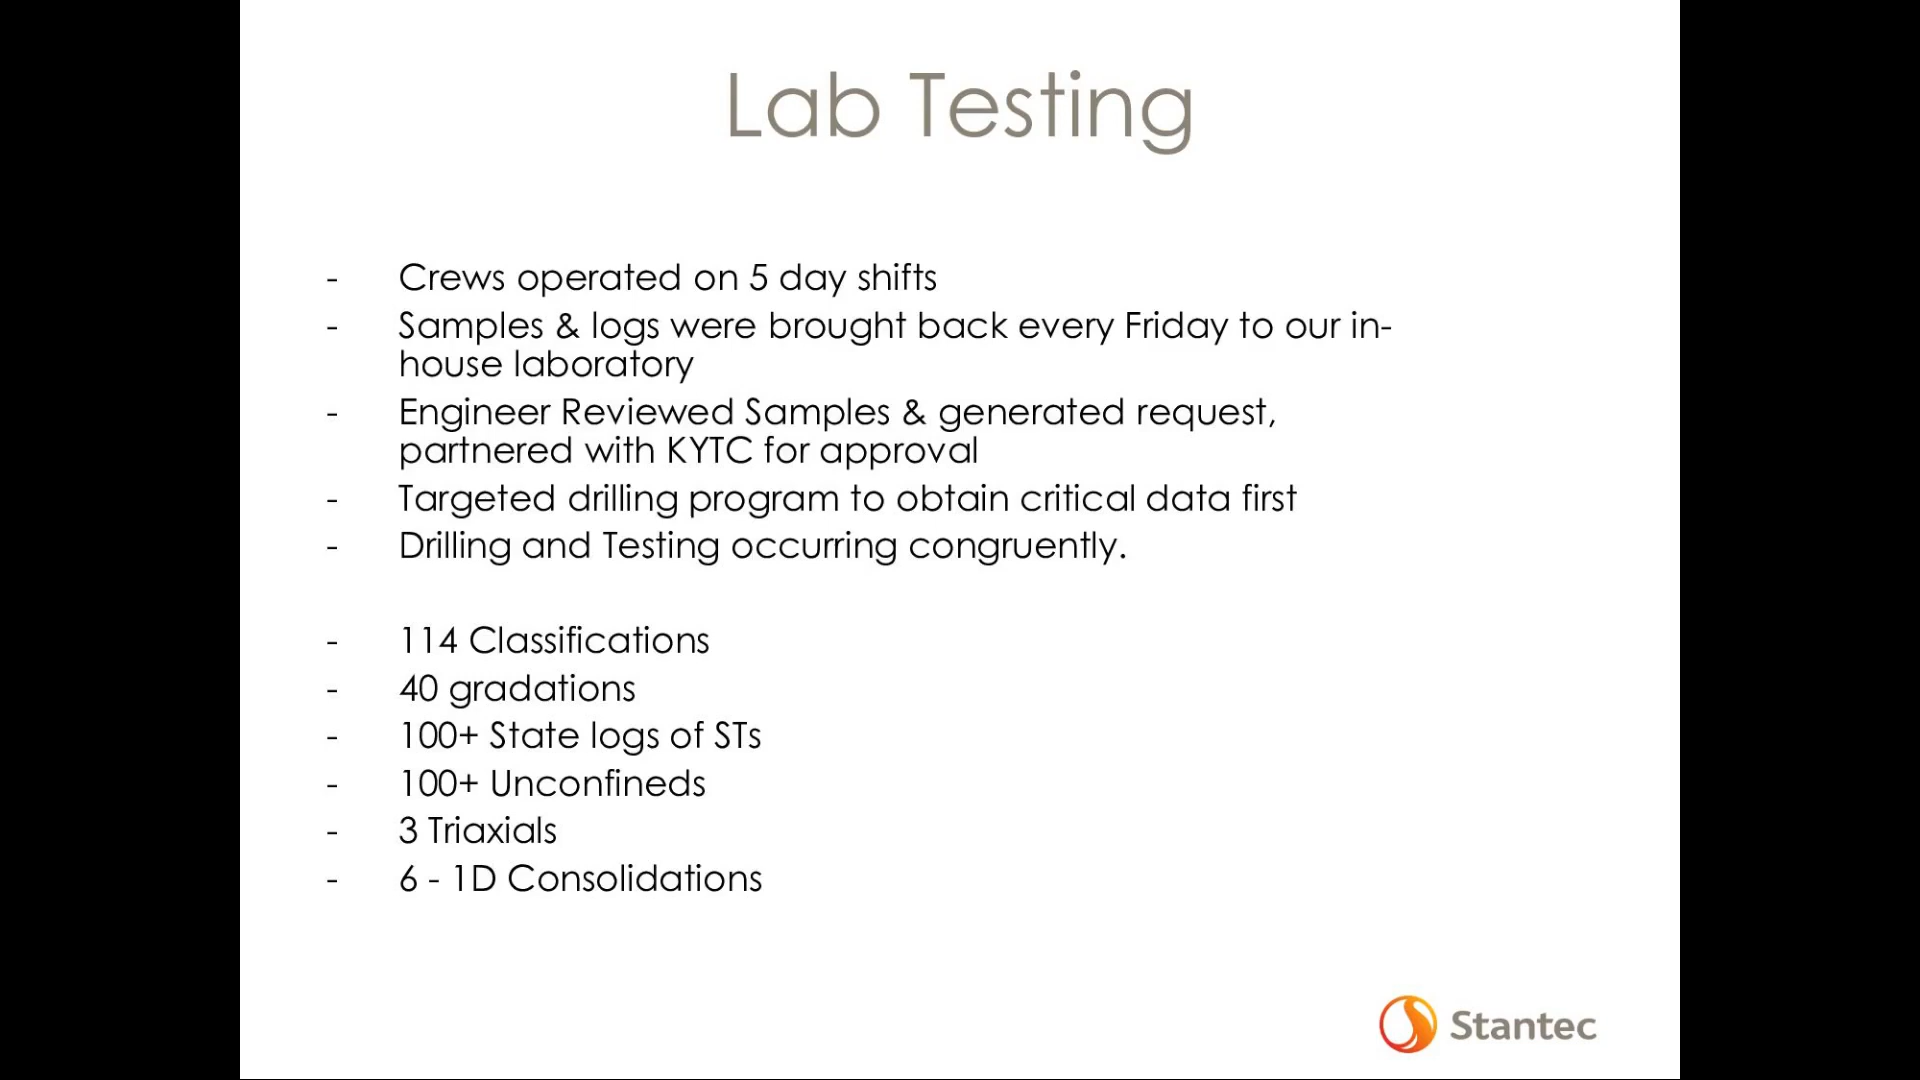 Lab Testing
- Crews operated on 5 day shifts
- Samples & logs were brought back every Friday to our in-
house laboratory
- Engineer Reviewed Samples & generated request,
partnered with KYTC for approval
- Targeted drilling program to obtain critical data first
- Drilling and Testing occurring congruently.
- 114 Classifications
- 40 gradations
- 100+ State logs of STs
- 100+ Unconfineds
- 3 Triaxials
- 6 - 1D Consolidations
Stantec